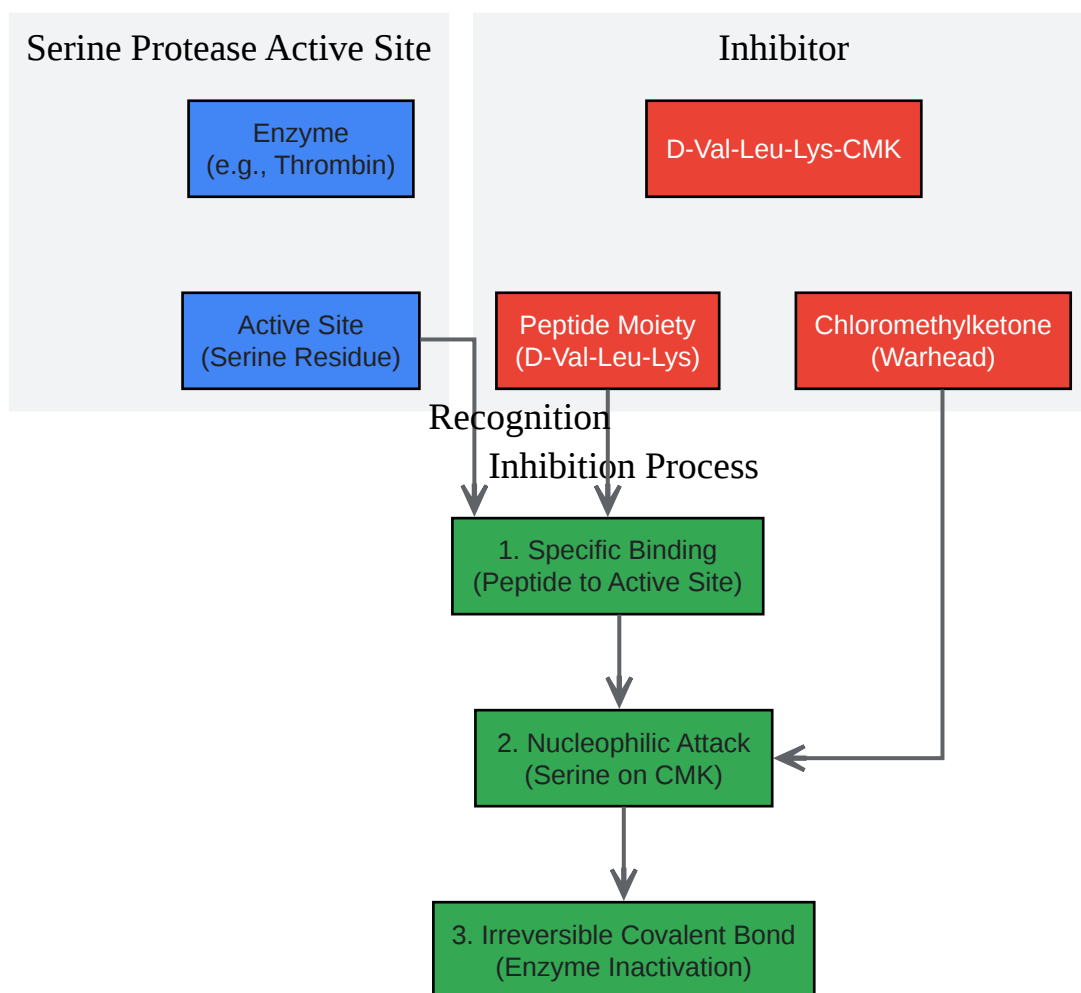 Serine Protease Active Site
Inhibitor
Enzyme
(e.g., Thrombin)
D-Val-Leu-Lys-CMK
Active Site
(Serine Residue)
Peptide Moiety
(D-Val-Leu-Lys)
Chloromethylketone
(Warhead)
Recognition
Inhibition Process
1. Specific Binding
(Peptide to Active Site)
2. Nucleophilic Attack
(Serine on CMK)
3. Irreversible Covalent Bond
(Enzyme Inactivation)